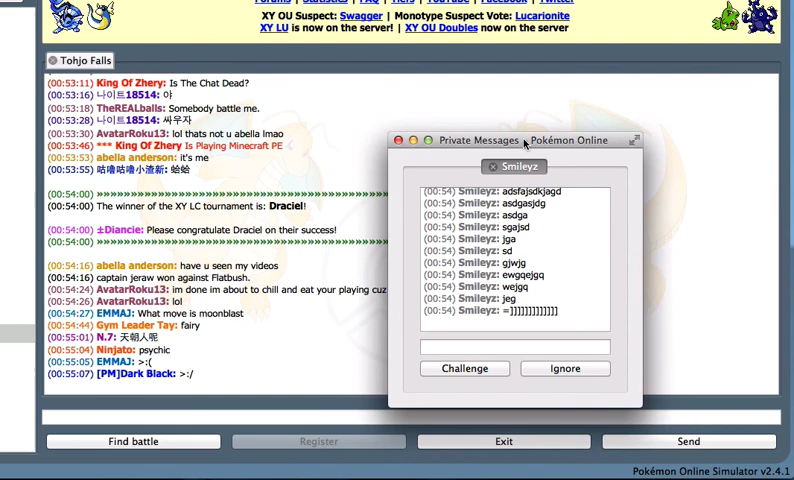 Forums | Statistics | FAQ | Tiers | YouTube | Facebook | Twitter
XY OU Suspect: Swagger | Monotype Suspect Vote: Lucarionite
XY LU is now on the server! | XY OU Doubles now on the server
Tohjo Falls
(00:53:11) King Of Zhery: Is The Chat Dead?
(00:53:16) 나이트18514: 야
(00:53:18) TheREALballs: Somebody battle me.
(00:53:28) 나이트18514: 싸우자
(00:53:30) AvatarRoku13: lol thats not u abella lmao
(00:53:46) *** King Of Zhery Is Playing Minecraft PE
(00:53:53) abella anderson: it's me
(00:53:55) 咕噜咕噜小渣新: 蛤蛤
(00:54:00) »»»»»»»»»»»»»»»»»»»»»»»»»»»»»»»»»»»»
(00:54:00) The winner of the XY LC tournament is: Draciel!
(00:54:00) ±Diancie: Please congratulate Draciel on their success!
(00:54:00) »»»»»»»»»»»»»»»»»»»»»»»»»»»»»»»»»»»»
(00:54:16) abella anderson: have u seen my videos
(00:54:16) captain jeraw won against Flatbush.
(00:54:24) AvatarRoku13: im done im about to chill and eat your playing cuz
(00:54:26) AvatarRoku13: lol
(00:54:27) EMMAJ: What move is moonblast
(00:54:44) Gym Leader Tay: fairy
(00:55:01) N.7: 天朝人呢
(00:55:04) Ninjato: psychic
(00:55:05) EMMAJ: >:(
(00:55:07) [PM]Dark Black: >:/
Private Messages - Pokémon Online
Smileyz
(00:54) Smileyz: adsfajsdkjagd
(00:54) Smileyz: asdgasjdg
(00:54) Smileyz: asdga
(00:54) Smileyz: sgajsd
(00:54) Smileyz: jga
(00:54) Smileyz: sd
(00:54) Smileyz: gjwjg
(00:54) Smileyz: ewgqejgq
(00:54) Smileyz: wejgq
(00:54) Smileyz: jeg
(00:54) Smileyz: =]]]]]]]]]]]]]
Challenge
Ignore
Find battle
Register
Exit
Send
Pokémon Online Simulator v2.4.1